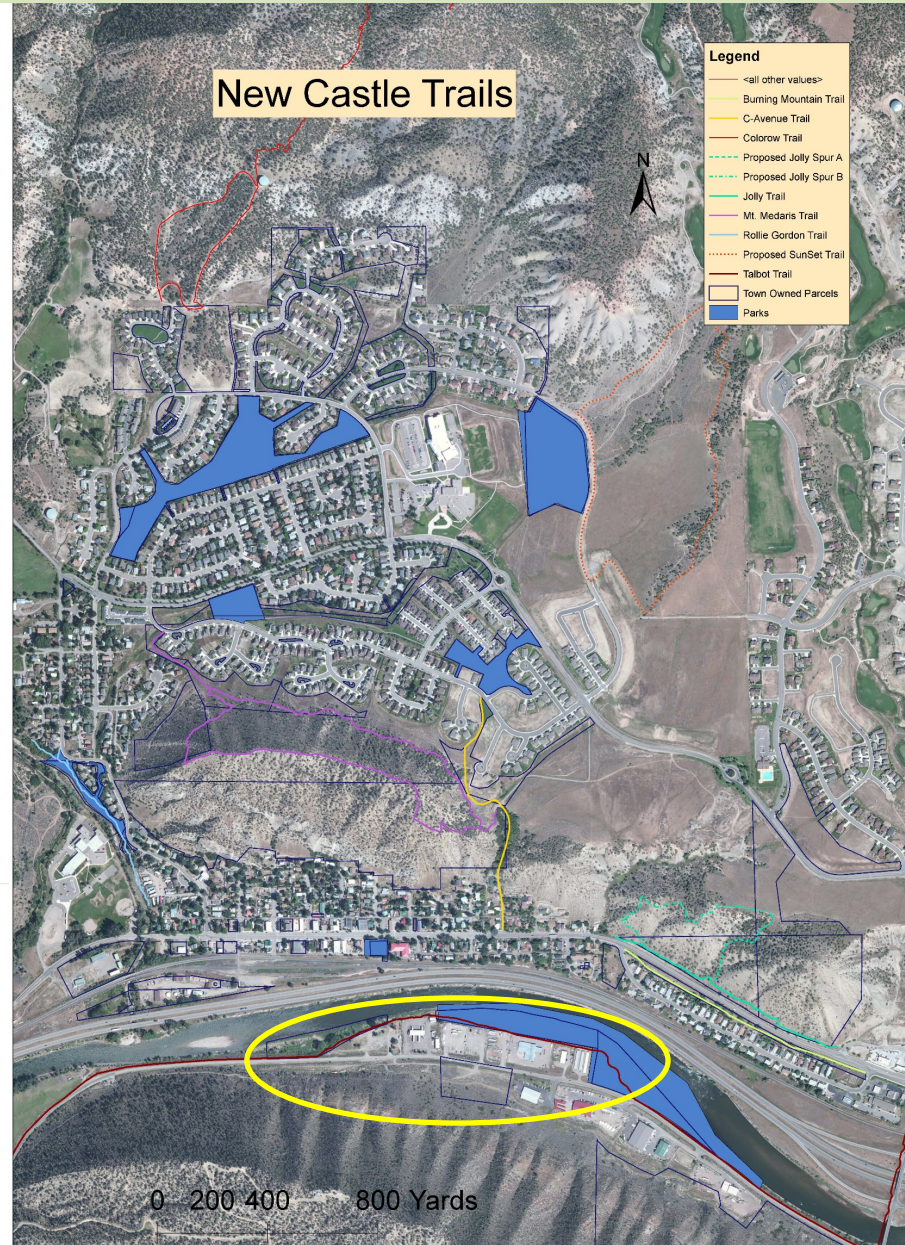 New Castle Trails
N
Legend
<all other values>
Burning Mountain Trail
C-Avenue Trail
Colorow Trail
Proposed Jolly Spur A
Proposed Jolly Spur B
Jolly Trail
Mt. Medaris Trail
Rollie Gordon Trail
Proposed SunSet Trail
Talbot Trail
Town Owned Parcels
Parks
0 200 400 800 Yards